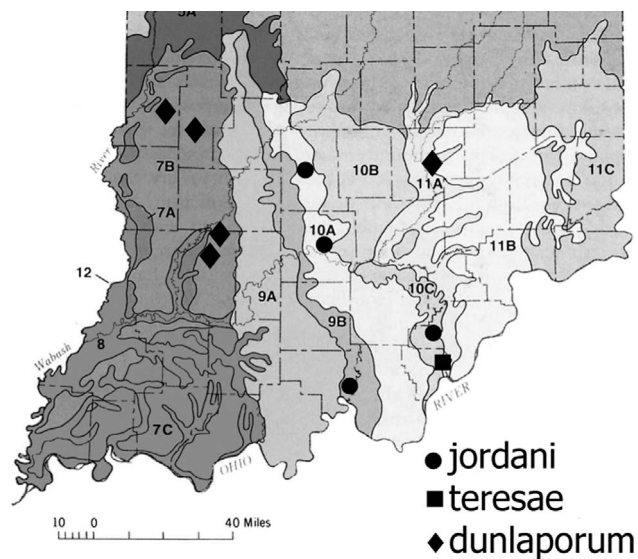 5A
River
7B
10B
11A
11C
7A
10A
11B
12
9A
10C
8
9B
Wabash
RIVER
7C
OHIO
● jordani
■ teresae
♦ dunlaporum
10 0 40 Miles